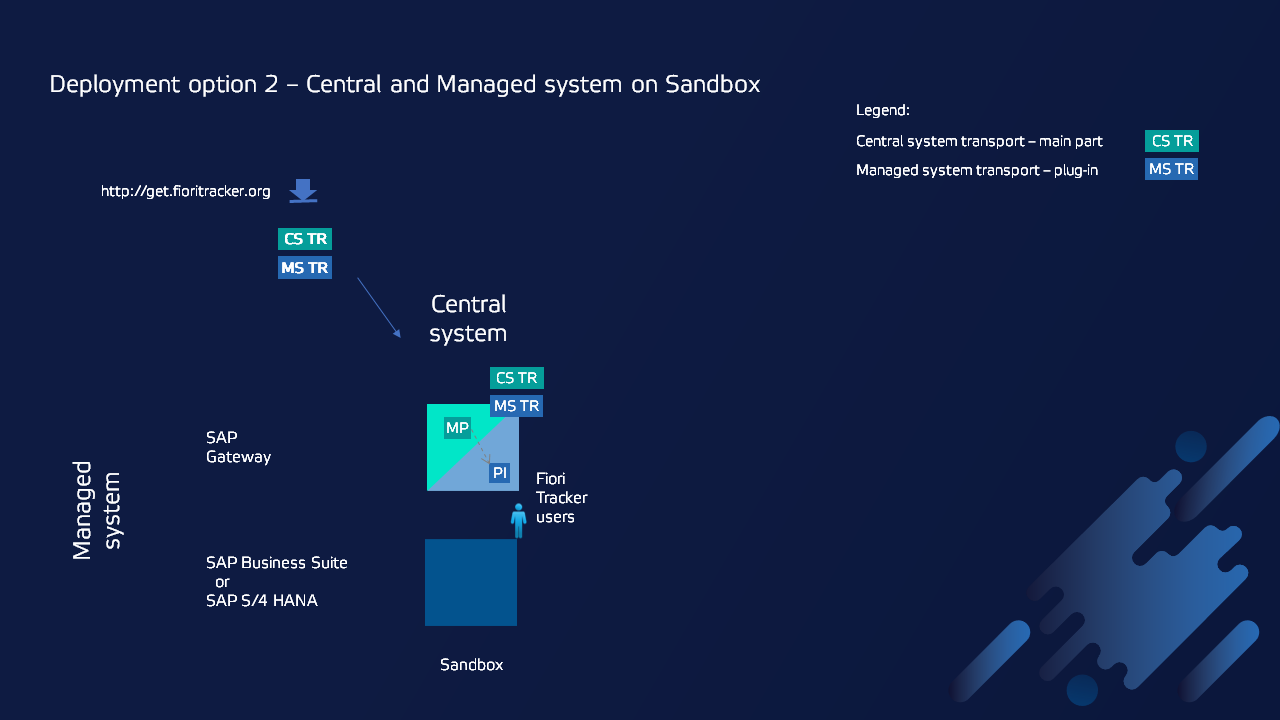 Deployment option 2 – Central and Managed system on Sandbox
Legend:
Central system transport – main part
CS TR
Managed system transport – plug-in
MS TR
http://get.fioritracker.org
CS TR
MS TR
Central
system
CS TR
MS TR
MP
PI
SAP
Gateway
Managed
system
Fiori
Tracker
users
SAP Business Suite
or
SAP S/4 HANA
Sandbox